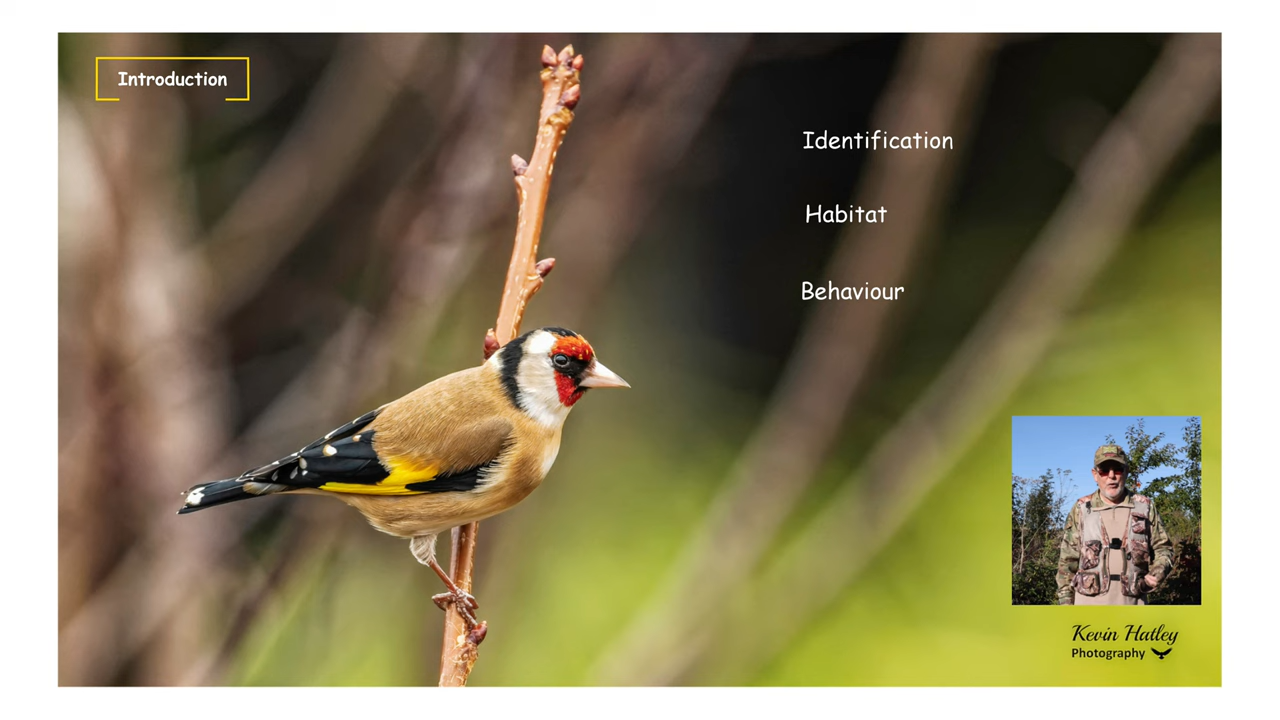 Introduction
Identification
Habitat
Behaviour
Kevin Hatley
Photography